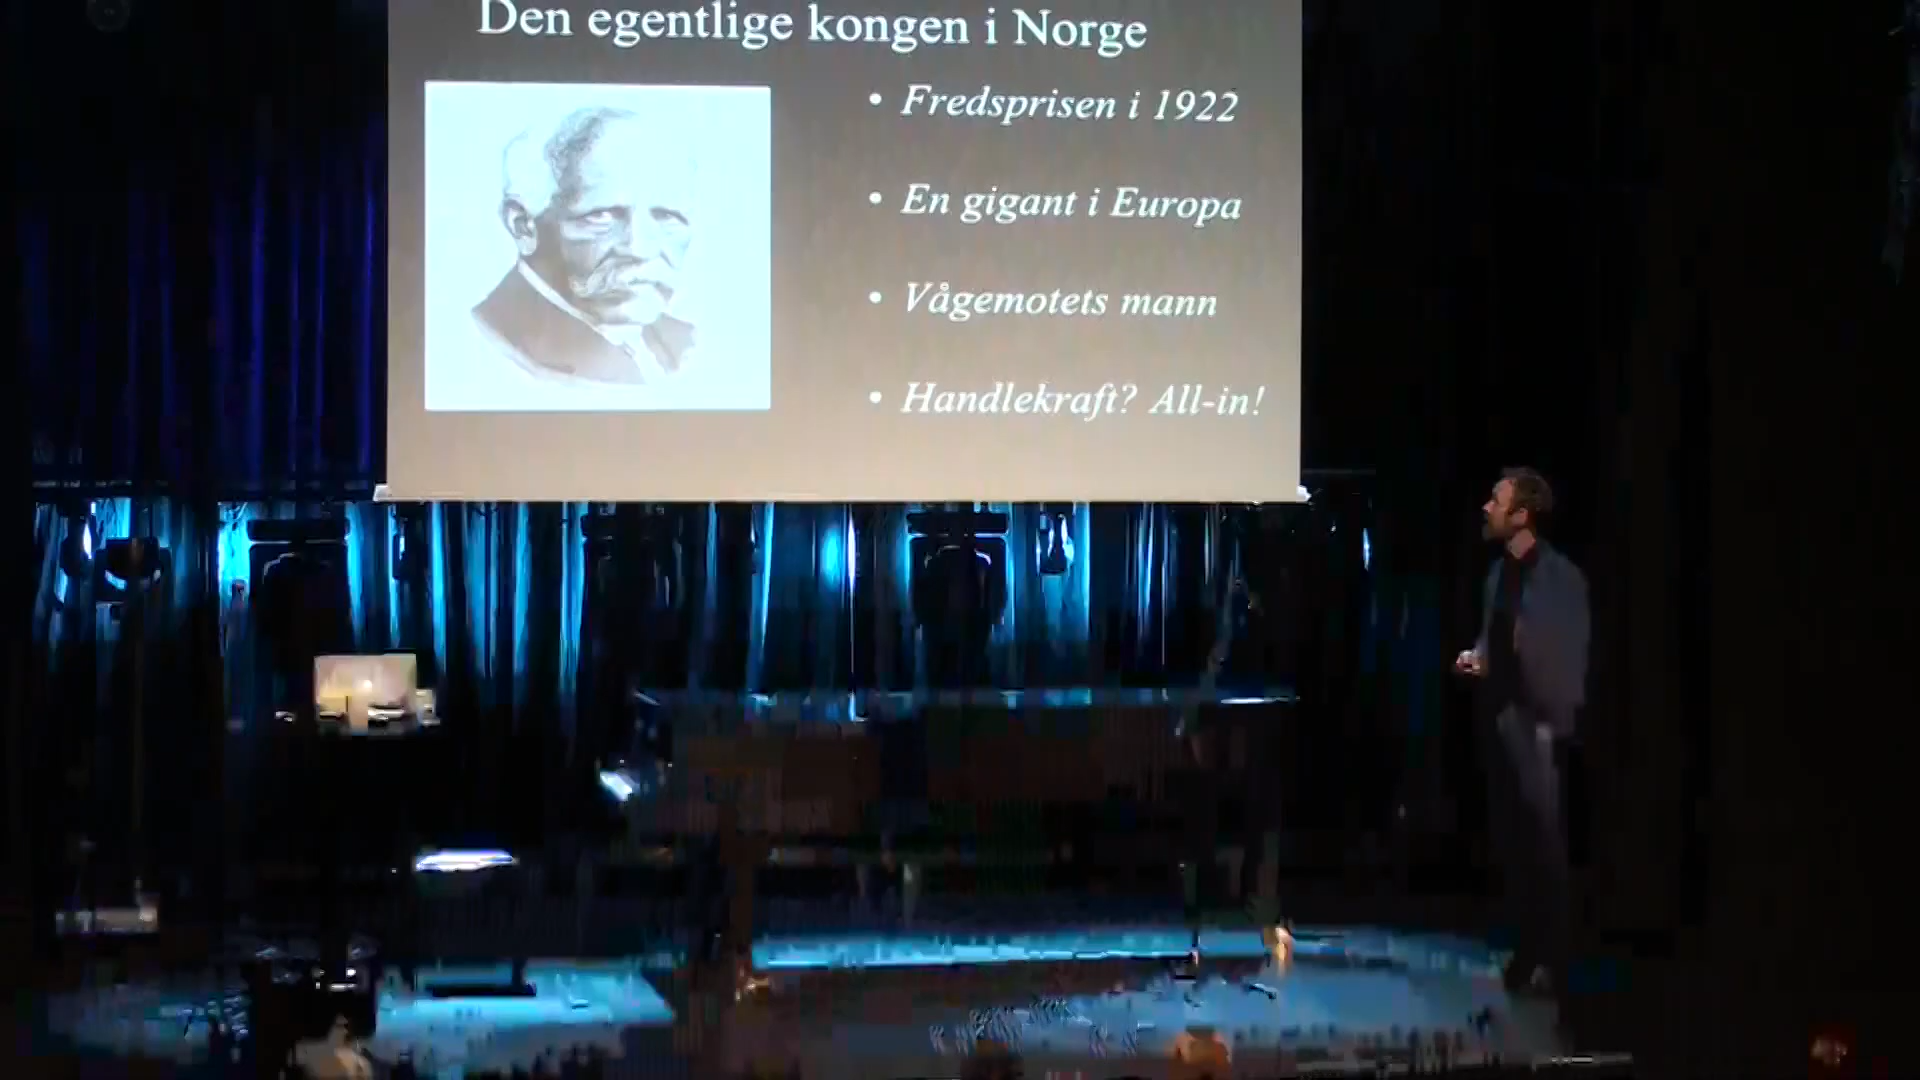 Den egentlige kongen i Norge
• Fredsprisen i 1922
• En gigant i Europa
• Vågemotets mann
• Handlekraft? All-in!